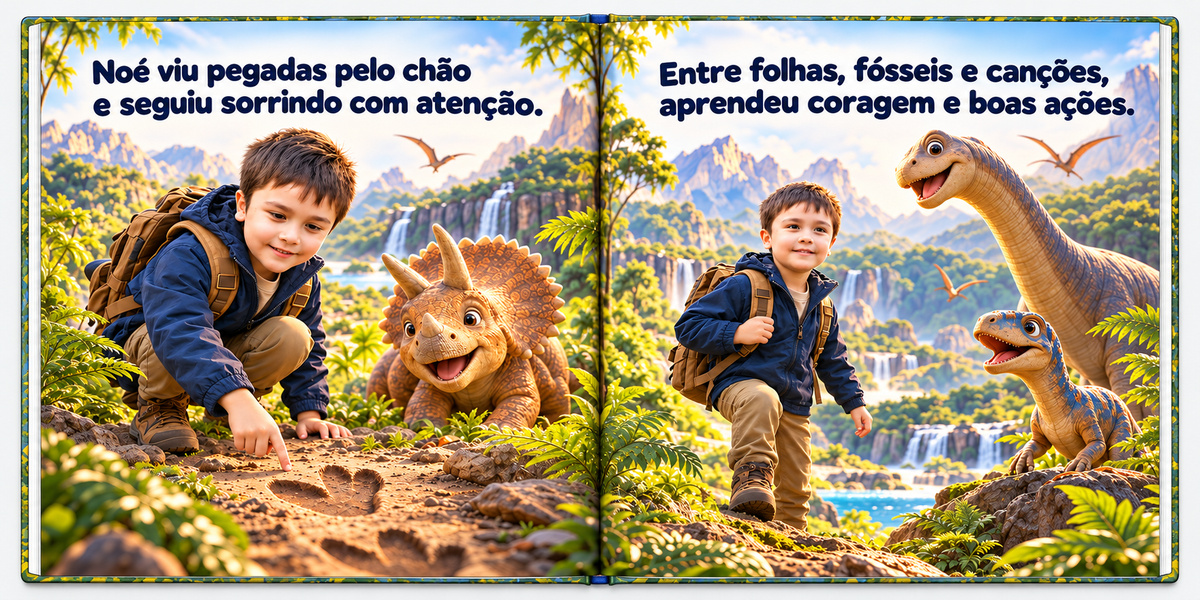 Noé viu pegadas pelo chão
e seguiu sorrindo com atenção.
Entre folhas, fósseis e canções,
aprendeu coragem e boas ações.